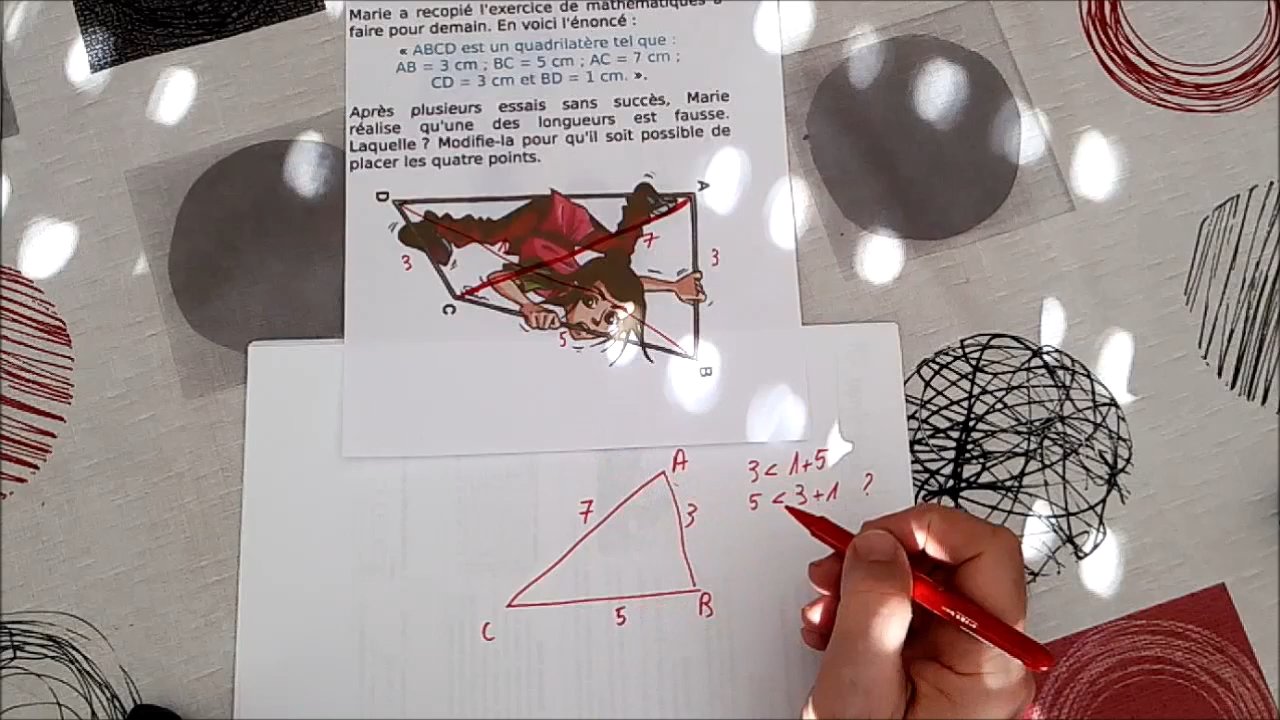 Marie a recopié l'exercice de mathématiques à
faire pour demain. En voici l'énoncé :
« ABCD est un quadrilatère tel que :
AB = 3 cm ; BC = 5 cm ; AC = 7 cm ;
CD = 3 cm et BD = 1 cm. ».
Après plusieurs essais sans succès, Marie
réalise qu'une des longueurs est fausse.
Laquelle ? Modifie-la pour qu'il soit possible de
placer les quatre points.
D
A
7
3
3
C
5
B
A
7
3
C
5
B
3 < 1+5
5 < 3+1 ?